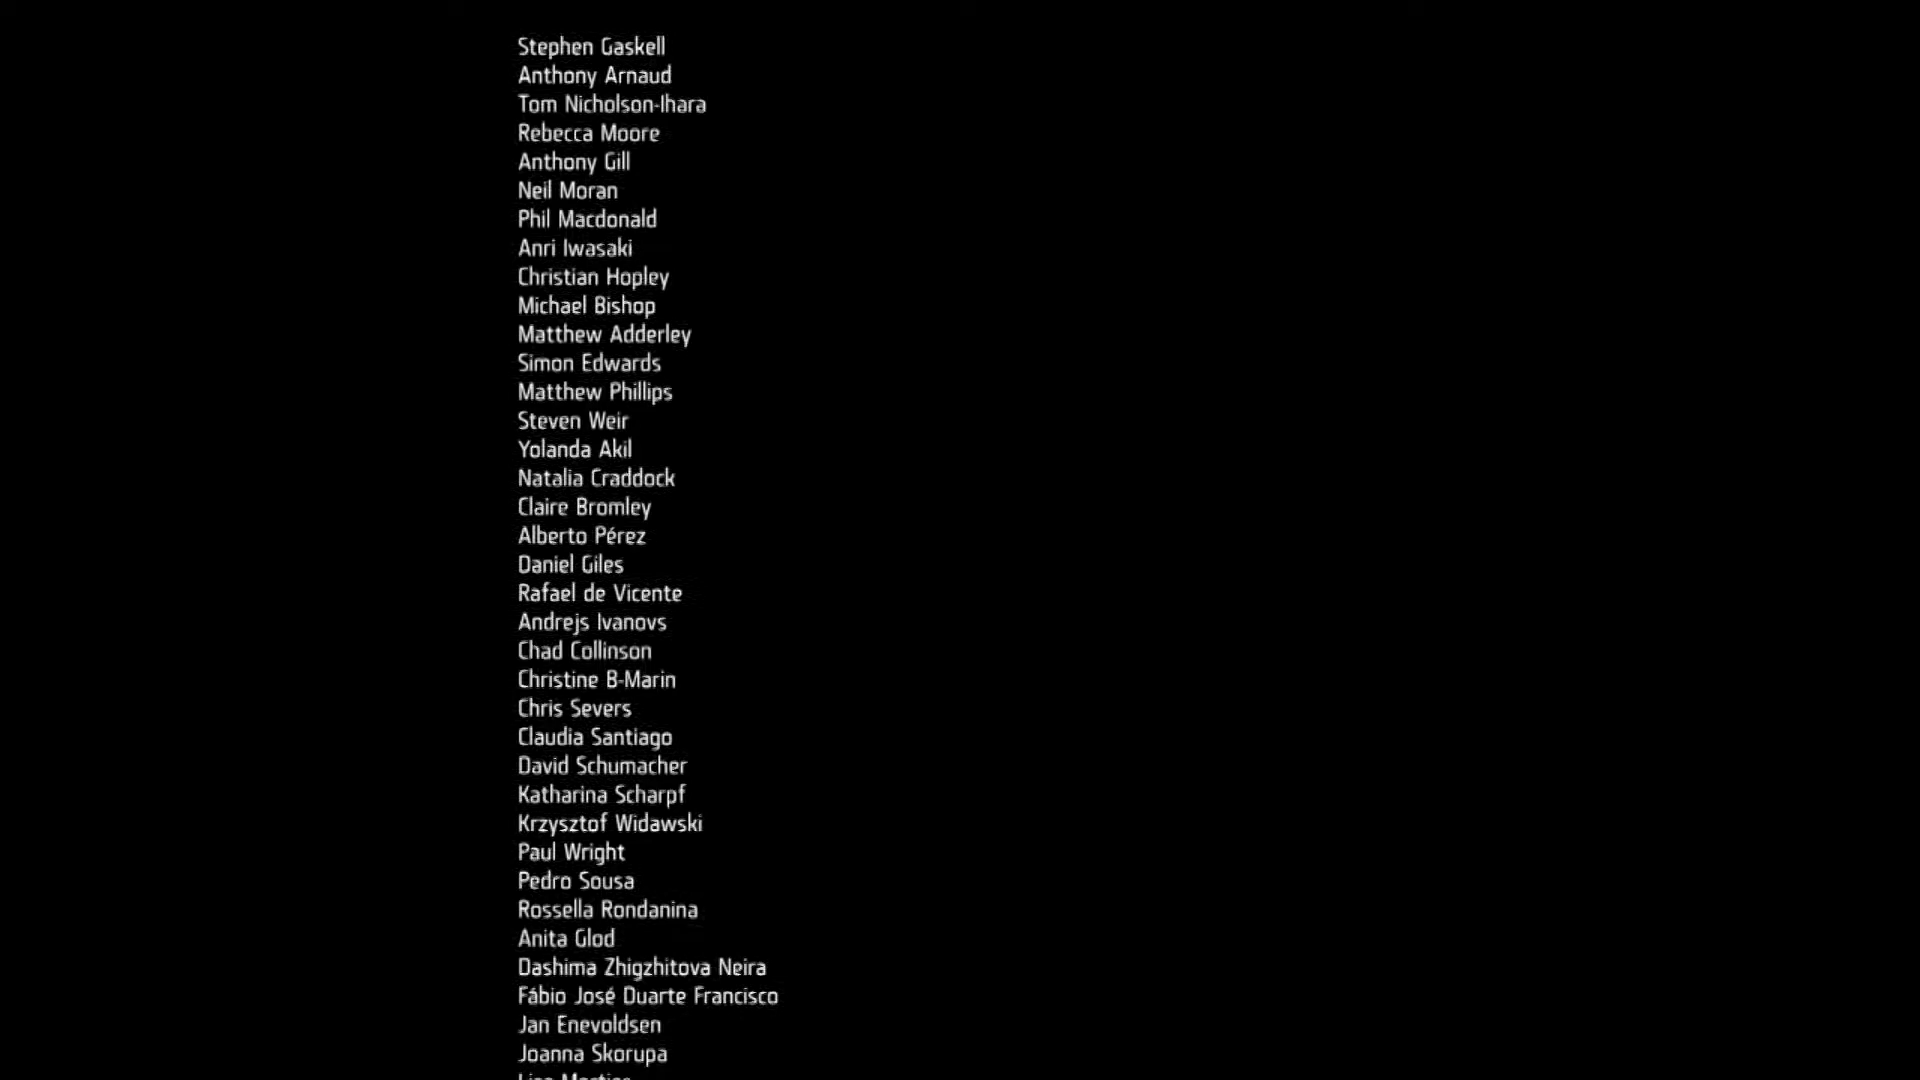 Stephen Gaskell
Anthony Arnaud
Tom Nicholson-Ihara
Rebecca Moore
Anthony Gill
Neil Moran
Phil Macdonald
Anri Iwasaki
Christian Hopley
Michael Bishop
Matthew Adderley
Simon Edwards
Matthew Phillips
Steven Weir
Yolanda Akil
Natalia Craddock
Claire Bromley
Alberto Pérez
Daniel Giles
Rafael de Vicente
Andrejs Ivanovs
Chad Collinson
Christine B-Marin
Chris Severs
Claudia Santiago
David Schumacher
Katharina Scharpf
Krzysztof Widawski
Paul Wright
Pedro Sousa
Rossella Rondanina
Anita Glod
Dashima Zhigzhitova Neira
Fábio José Duarte Francisco
Jan Enevoldsen
Joanna Skorupa